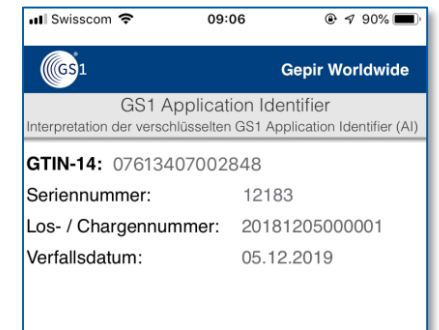 Swisscom 09:06 90%
GS1 Gepir Worldwide
GS1 Application Identifier
Interpretation der verschlüsselten GS1 Application Identifier (AI)
GTIN-14: 07613407002848
Seriennummer: 12183
Los- / Chargennummer: 20181205000001
Verfallsdatum: 05.12.2019